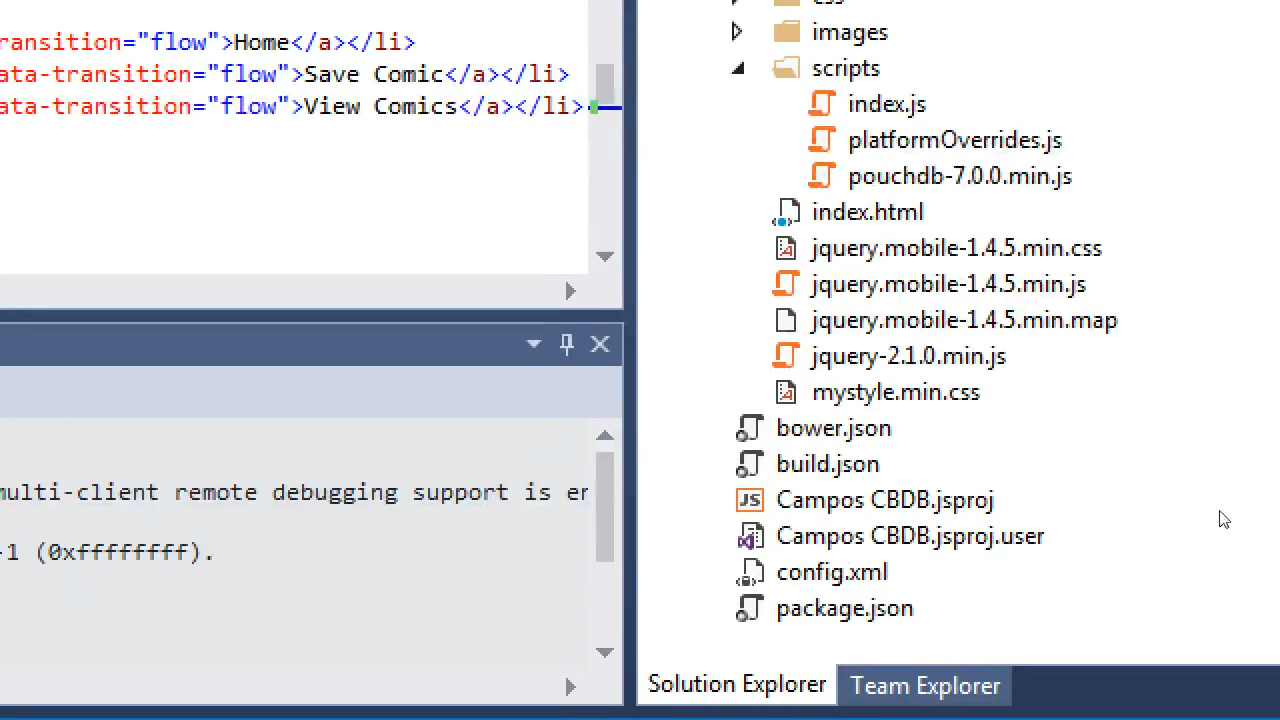 ransition="flow">Home</a></li>
ata-transition="flow">Save Comic</a></li>
ata-transition="flow">View Comics</a></li>
multi-client remote debugging support is er
-1 (0xffffffff).
css
images
scripts
index.js
platformOverrides.js
pouchdb-7.0.0.min.js
index.html
jquery.mobile-1.4.5.min.css
jquery.mobile-1.4.5.min.js
jquery.mobile-1.4.5.min.map
jquery-2.1.0.min.js
mystyle.min.css
bower.json
build.json
JS Campos CBDB.jsproj
Campos CBDB.jsproj.user
config.xml
package.json
Solution Explorer
Team Explorer